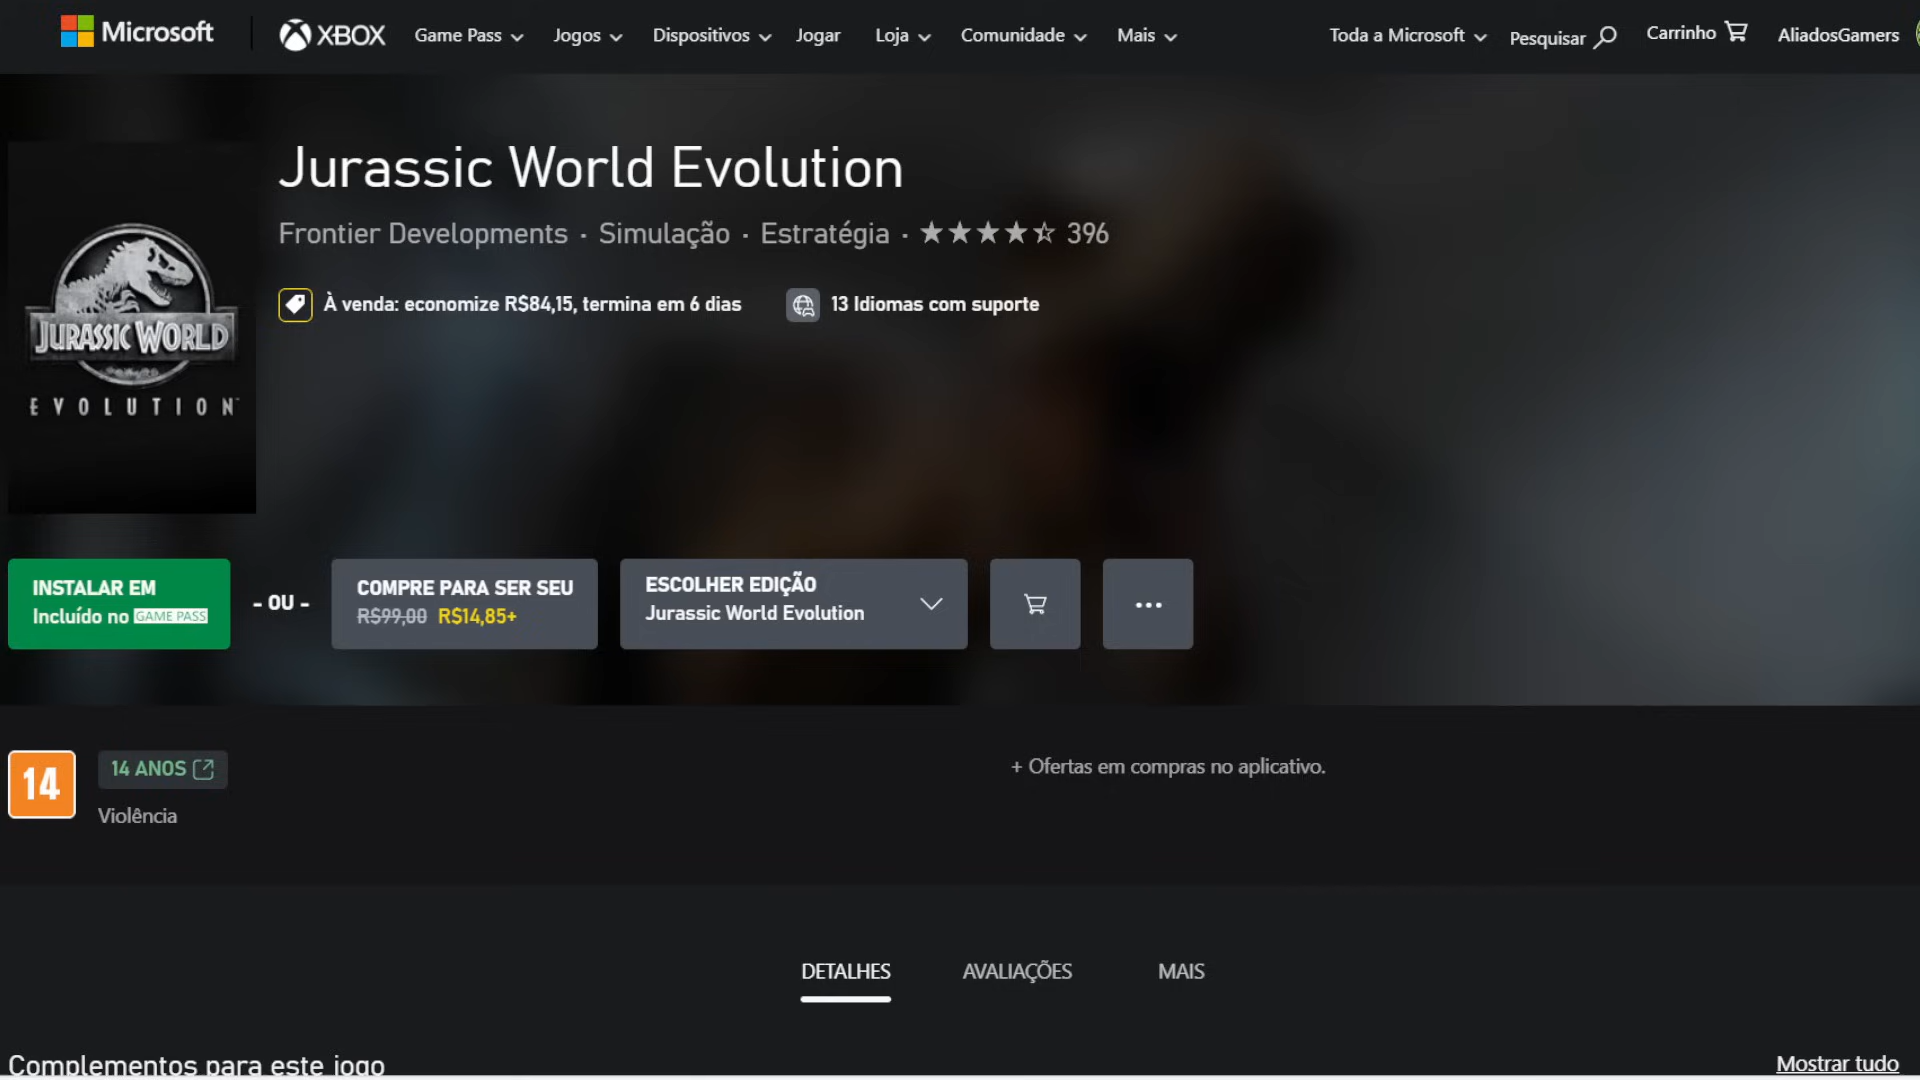 Microsoft
XBOX
Game Pass
Jogos
Dispositivos
Jogar
Loja
Comunidade
Mais
Toda a Microsoft
Pesquisar
Carrinho
AliadosGamers
Jurassic World Evolution
Frontier Developments · Simulação · Estratégia · ★★★★⯪ 396
À venda: economize R$84,15, termina em 6 dias
13 Idiomas com suporte
JURASSIC WORLD
EVOLUTION™
INSTALAR EM
Incluído no GAME PASS
- OU -
COMPRE PARA SER SEU
R$99,00 R$14,85+
ESCOLHER EDIÇÃO
Jurassic World Evolution
14
14 ANOS
Violência
+ Ofertas em compras no aplicativo.
DETALHES
AVALIAÇÕES
MAIS
Complementos para este jogo
Mostrar tudo